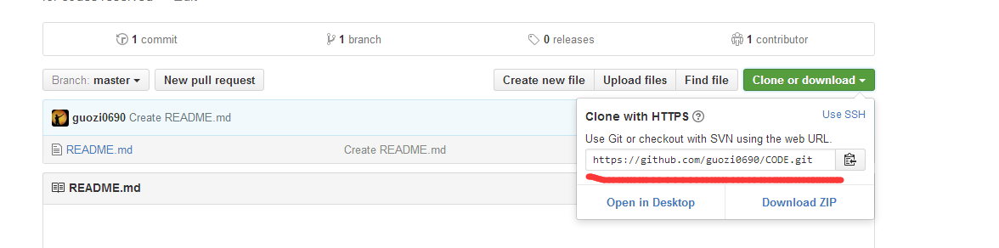 1 commit
1 branch
0 releases
1 contributor
Branch: master
New pull request
Create new file
Upload files
Find file
Clone or download
guozi0690 Create README.md
README.md
Create README.md
README.md
Clone with HTTPS
Use SSH
Use Git or checkout with SVN using the web URL.
https://github.com/guozi0690/CODE.git
Open in Desktop
Download ZIP